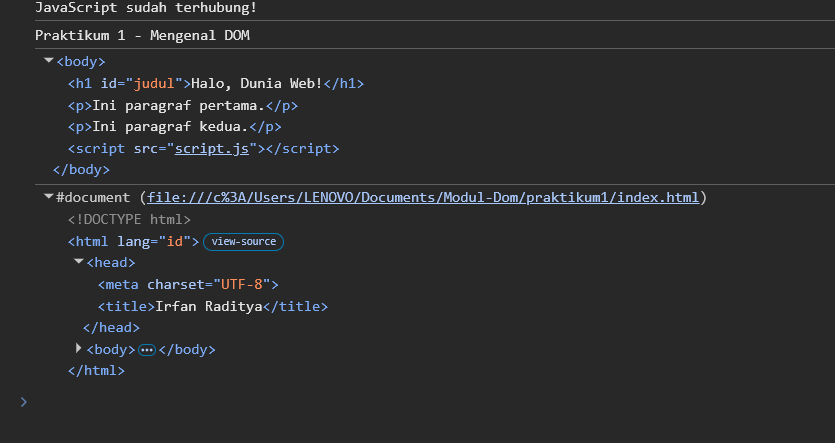 JavaScript sudah terhubung!
Praktikum 1 - Mengenal DOM
<body>
<h1 id="judul">Halo, Dunia Web!</h1>
<p>Ini paragraf pertama.</p>
<p>Ini paragraf kedua.</p>
<script src="script.js"></script>
</body>
#document (file:///c%3A/Users/LENOVO/Documents/Modul-Dom/praktikum1/index.html)
<!DOCTYPE html>
<html lang="id"> view-source
<head>
<meta charset="UTF-8">
<title>Irfan Raditya</title>
</head>
<body>…</body>
</html>